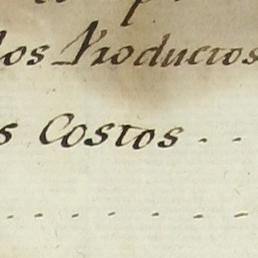 los Productos
s Costos . .
. . . . . . .